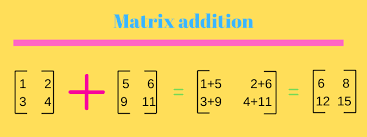 Matrix addition
1 2 5 6 1+5 2+6 6 8
3 4 + 9 11 = 3+9 4+11 = 12 15